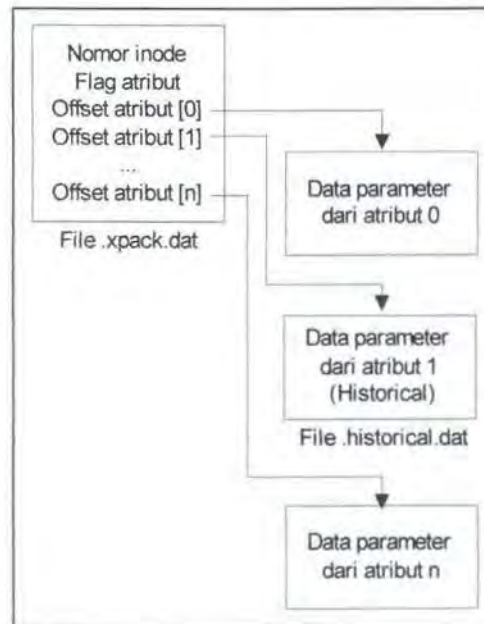 Nomor inode
Flag atribut
Offset atribut [0]
Offset atribut [1]
...
Offset atribut [n]
File .xpack.dat
Data parameter
dari atribut 0
Data parameter
dari atribut 1
(Historical)
File .historical.dat
Data parameter
dari atribut n